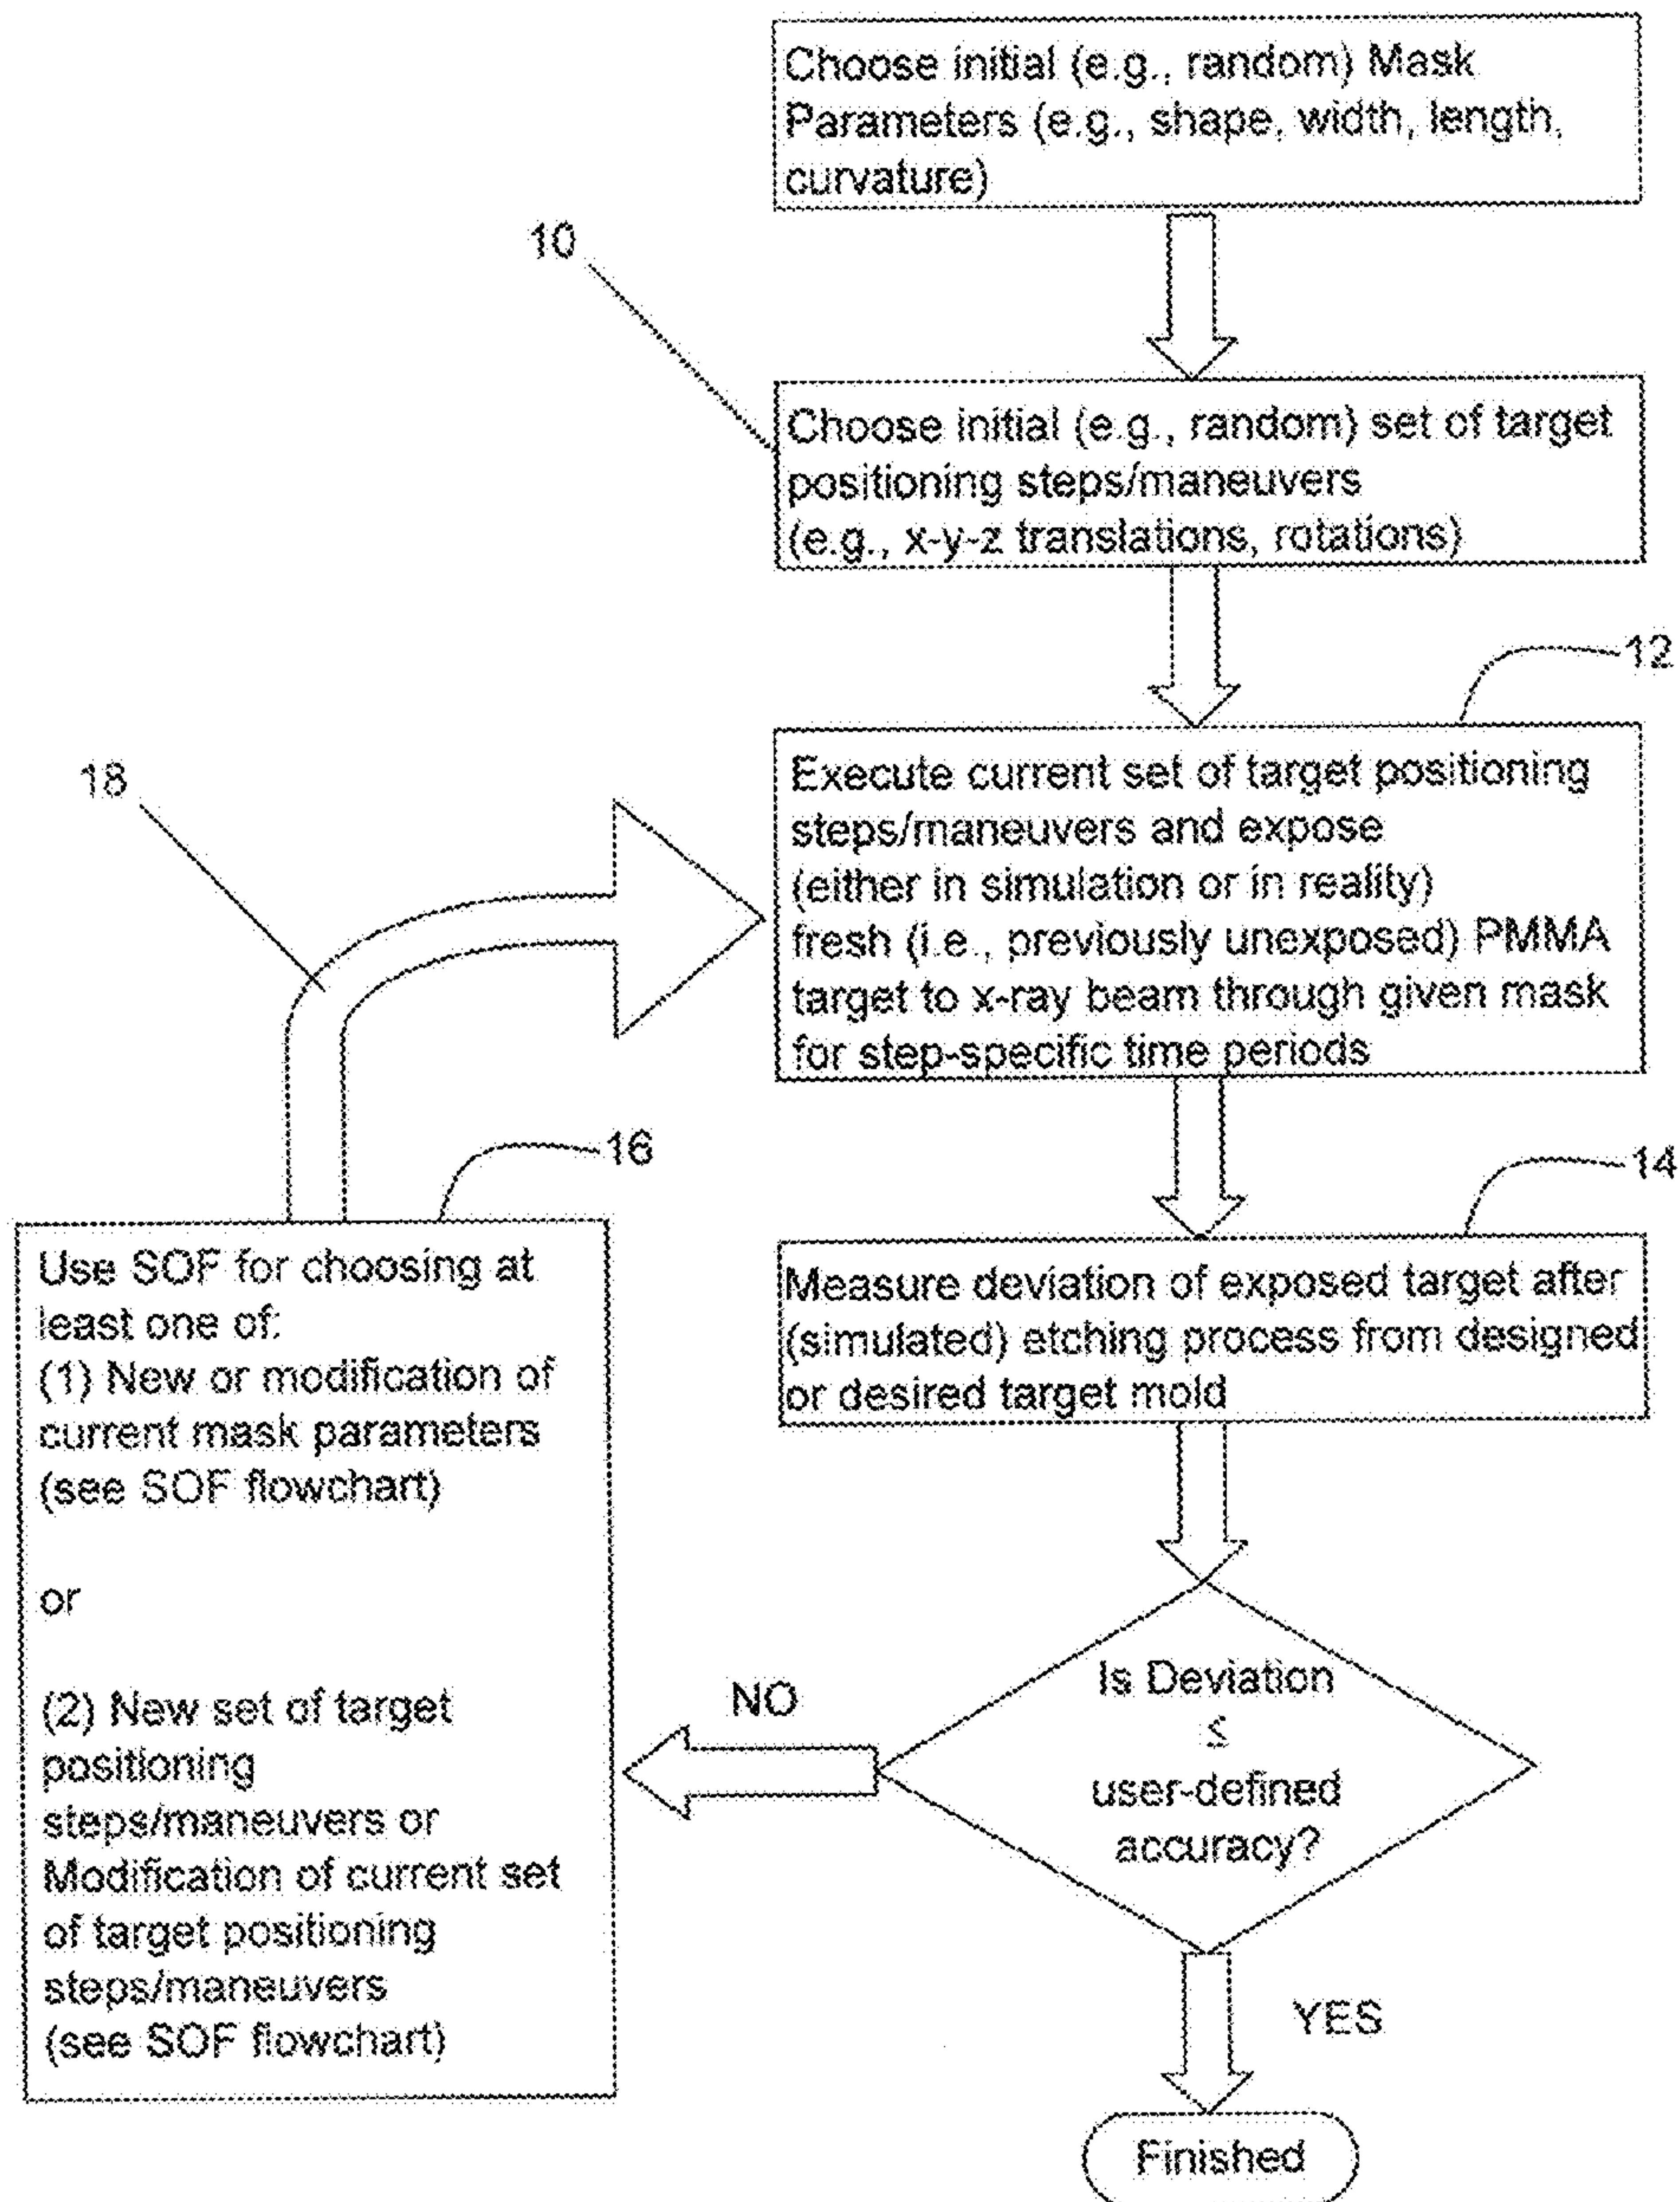 Choose initial (e.g., random) Mask
Parameters (e.g., shape, width, length,
curvature)
10
Choose initial (e.g., random) set of target
positioning steps/maneuvers
(e.g., x-y-z translations, rotations)
12
Execute current set of target positioning
steps/maneuvers and expose
(either in simulation or in reality)
fresh (i.e., previously unexposed) PMMA
target to x-ray beam through given mask
for step-specific time periods
18
14
Measure deviation of exposed target after
(simulated) etching process from designed
or desired target mold
16
Use SOF for choosing at
least one of:
(1) New or modification of
current mask parameters
(see SOF flowchart)
or
(2) New set of target
positioning
steps/maneuvers or
Modification of current set
of target positioning
steps/maneuvers
(see SOF flowchart)
NO
Is Deviation
≤
user-defined
accuracy?
YES
Finished